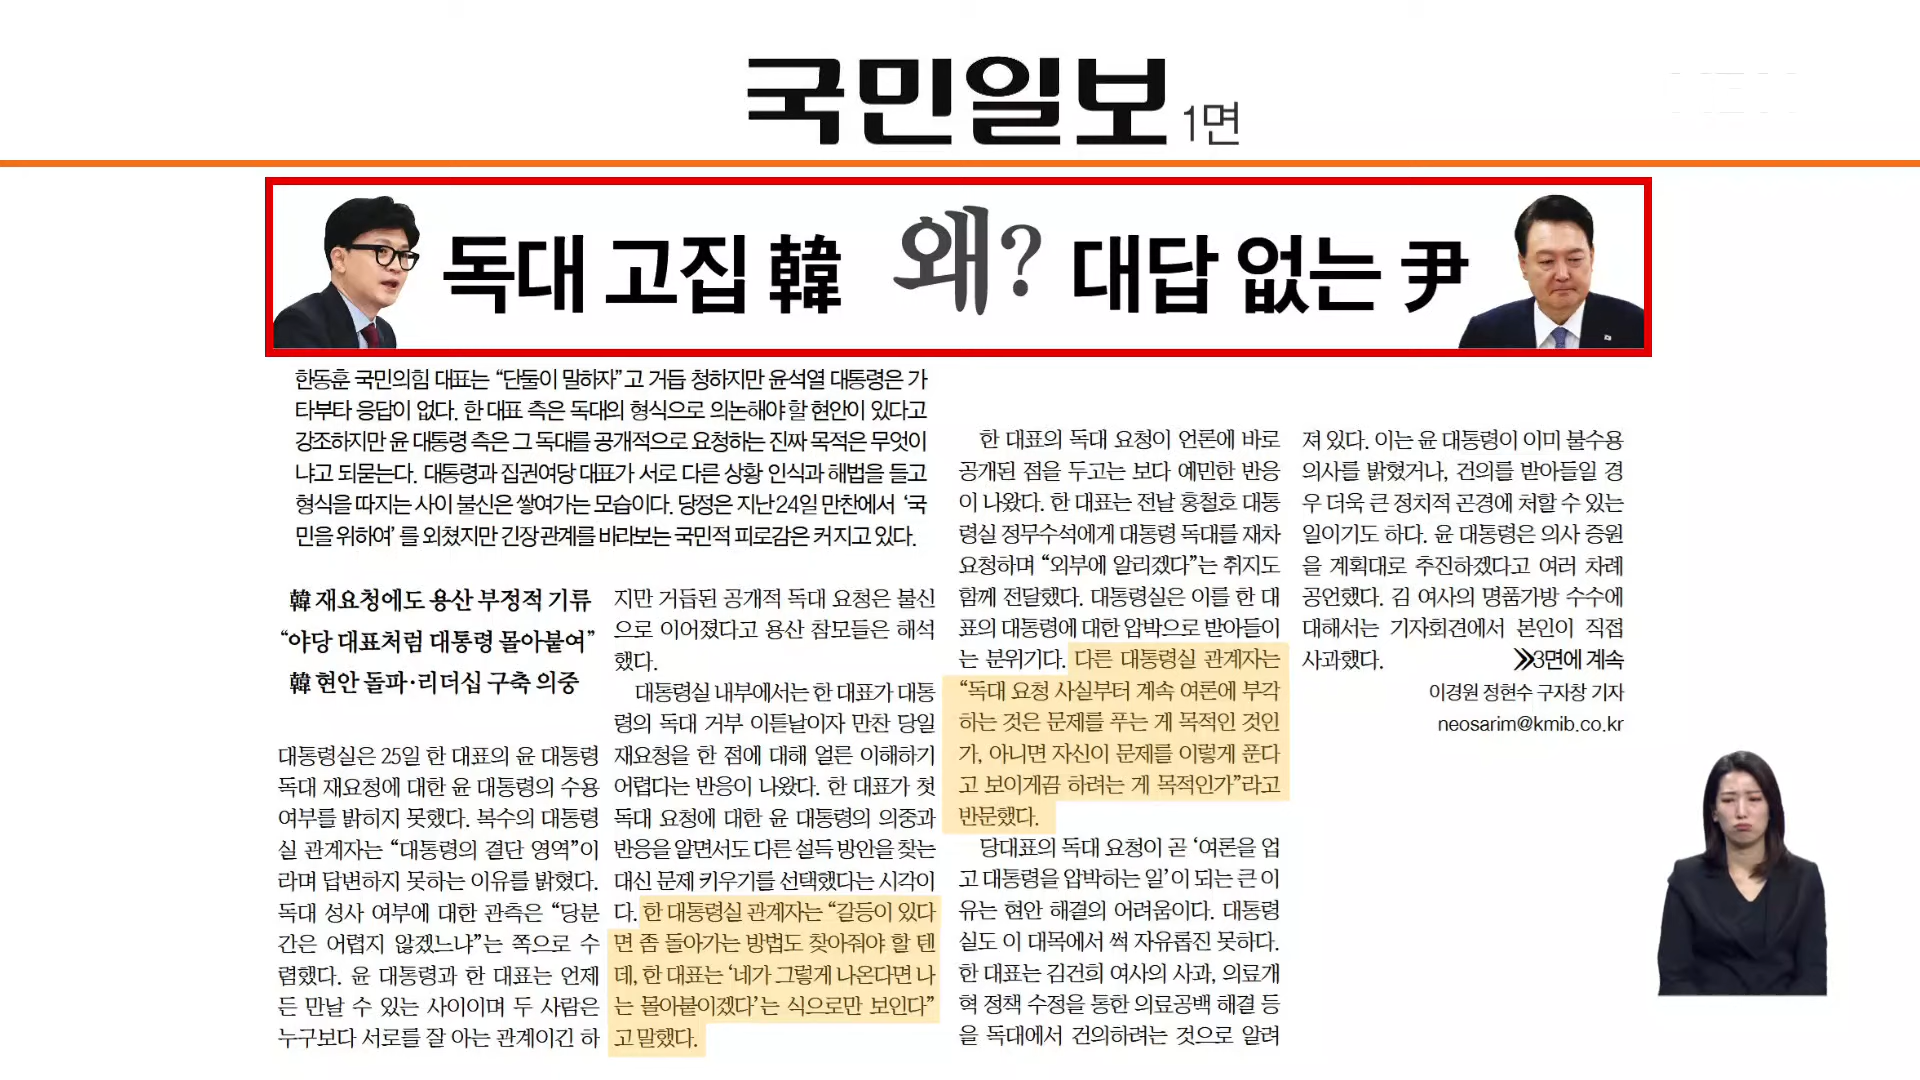 국민일보 1면
독대 고집 韓 왜? 대답 없는 尹
한동훈 국민의힘 대표는 “단둘이 말하자”고 거듭 청하지만 윤석열 대통령은 가
타부타 응답이 없다. 한 대표 측은 독대의 형식으로 의논해야 할 현안이 있다고
강조하지만 윤 대통령 측은 그 독대를 공개적으로 요청하는 진짜 목적은 무엇이
냐고 되묻는다. 대통령과 집권여당 대표가 서로 다른 상황 인식과 해법을 들고
형식을 따지는 사이 불신은 쌓여가는 모습이다. 당정은 지난 24일 만찬에서 ‘국
민을 위하여’를 외쳤지만 긴장 관계를 바라보는 국민적 피로감은 커지고 있다.
韓 재요청에도 용산 부정적 기류
“야당 대표처럼 대통령 몰아붙여”
韓 현안 돌파·리더십 구축 의중
대통령실은 25일 한 대표의 윤 대통령
독대 재요청에 대한 윤 대통령의 수용
여부를 밝히지 못했다. 복수의 대통령
실 관계자는 “대통령의 결단 영역”이
라며 답변하지 못하는 이유를 밝혔다.
독대 성사 여부에 대한 관측은 “당분
간은 어렵지 않겠느냐”는 쪽으로 수
렴했다. 윤 대통령과 한 대표는 언제
든 만날 수 있는 사이이며 두 사람은
누구보다 서로를 잘 아는 관계이긴 하
지만 거듭된 공개적 독대 요청은 불신
으로 이어졌다고 용산 참모들은 해석
했다.
대통령실 내부에서는 한 대표가 대통
령의 독대 거부 이튿날이자 만찬 당일
재요청을 한 점에 대해 얼른 이해하기
어렵다는 반응이 나왔다. 한 대표가 첫
독대 요청에 대한 윤 대통령의 의중과
반응을 알면서도 다른 설득 방안을 찾는
대신 문제 키우기를 선택했다는 시각이
다. 한 대통령실 관계자는 “갈등이 있다
면 좀 돌아가는 방법도 찾아줘야 할 텐
데, 한 대표는 ‘네가 그렇게 나온다면 나
는 몰아붙이겠다’는 식으로만 보인다”
고 말했다.
한 대표의 독대 요청이 언론에 바로
공개된 점을 두고는 보다 예민한 반응
이 나왔다. 한 대표는 전날 홍철호 대통
령실 정무수석에게 대통령 독대를 재차
요청하며 “외부에 알리겠다”는 취지도
함께 전달했다. 대통령실은 이를 한 대
표의 대통령에 대한 압박으로 받아들이
는 분위기다. 다른 대통령실 관계자는
“독대 요청 사실부터 계속 여론에 부각
하는 것은 문제를 푸는 게 목적인 것인
가, 아니면 자신이 문제를 이렇게 푼다
고 보이게끔 하려는 게 목적인가”라고
반문했다.
당대표의 독대 요청이 곧 ‘여론을 업
고 대통령을 압박하는 일’이 되는 큰 이
유는 현안 해결의 어려움이다. 대통령
실도 이 대목에서 썩 자유롭진 못하다.
한 대표는 김건희 여사의 사과, 의료개
혁 정책 수정을 통한 의료공백 해결 등
을 독대에서 건의하려는 것으로 알려
져 있다. 이는 윤 대통령이 이미 불수용
의사를 밝혔거나, 건의를 받아들일 경
우 더욱 큰 정치적 곤경에 처할 수 있는
일이기도 하다. 윤 대통령은 의사 증원
을 계획대로 추진하겠다고 여러 차례
공언했다. 김 여사의 명품가방 수수에
대해서는 기자회견에서 본인이 직접
사과했다. ≫3면에 계속
이경원 정현수 구자창 기자
neosarim@kmib.co.kr